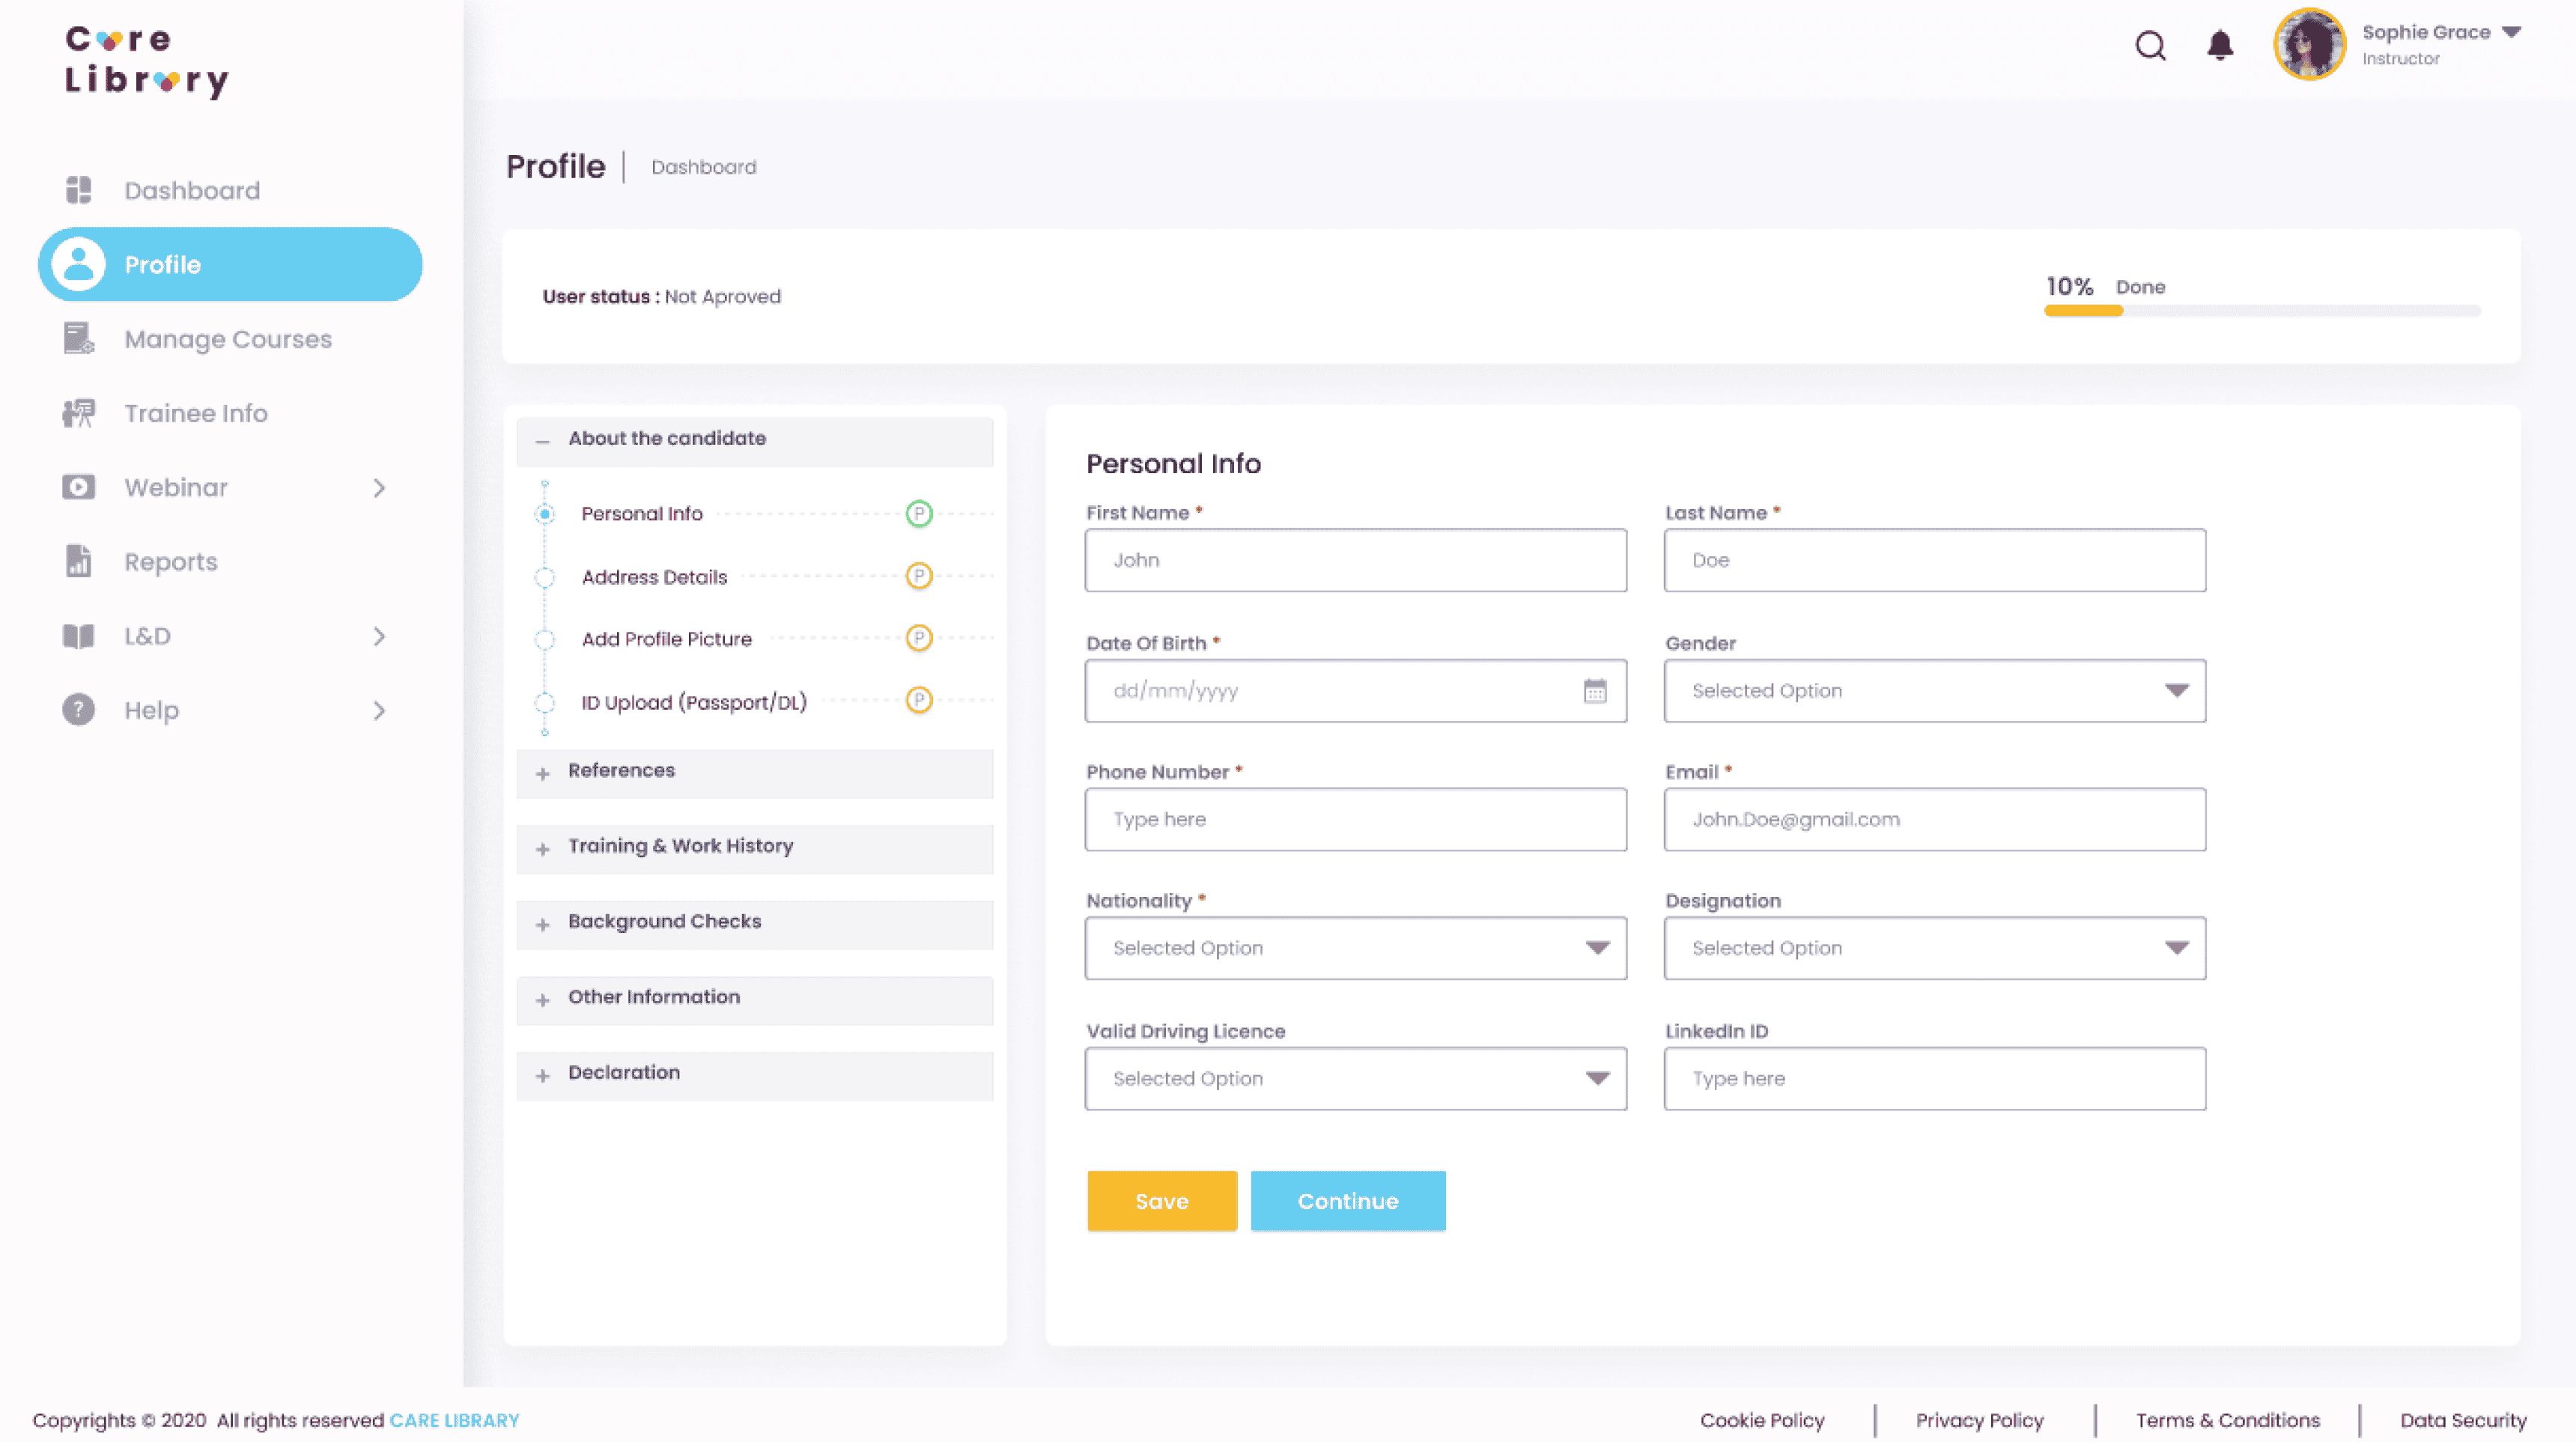 Care
Library
Sophie Grace
Instructor
Dashboard
Profile
Manage Courses
Trainee Info
Webinar
Reports
L&D
Help
Profile | Dashboard
User status : Not Aproved
10% Done
About the candidate
Personal Info P
Address Details P
Add Profile Picture P
ID Upload (Passport/DL) P
References
Training & Work History
Background Checks
Other Information
Declaration
Personal Info
First Name * Last Name *
John Doe
Date Of Birth * Gender
dd/mm/yyyy Selected Option
Phone Number * Email *
Type here John.Doe@gmail.com
Nationality * Designation
Selected Option Selected Option
Valid Driving Licence LinkedIn ID
Selected Option Type here
Save Continue
Copyrights © 2020 All rights reserved CARE LIBRARY
Cookie Policy | Privacy Policy | Terms & Conditions | Data Security